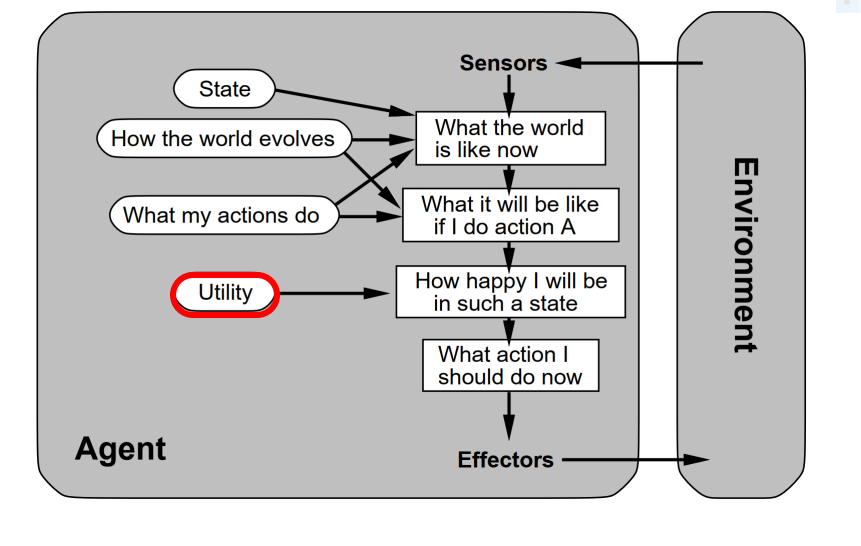 Sensors
State
What the world
is like now
How the world evolves
What it will be like
if I do action A
What my actions do
How happy I will be
in such a state
Utility
What action I
should do now
Agent
Effectors
Environment